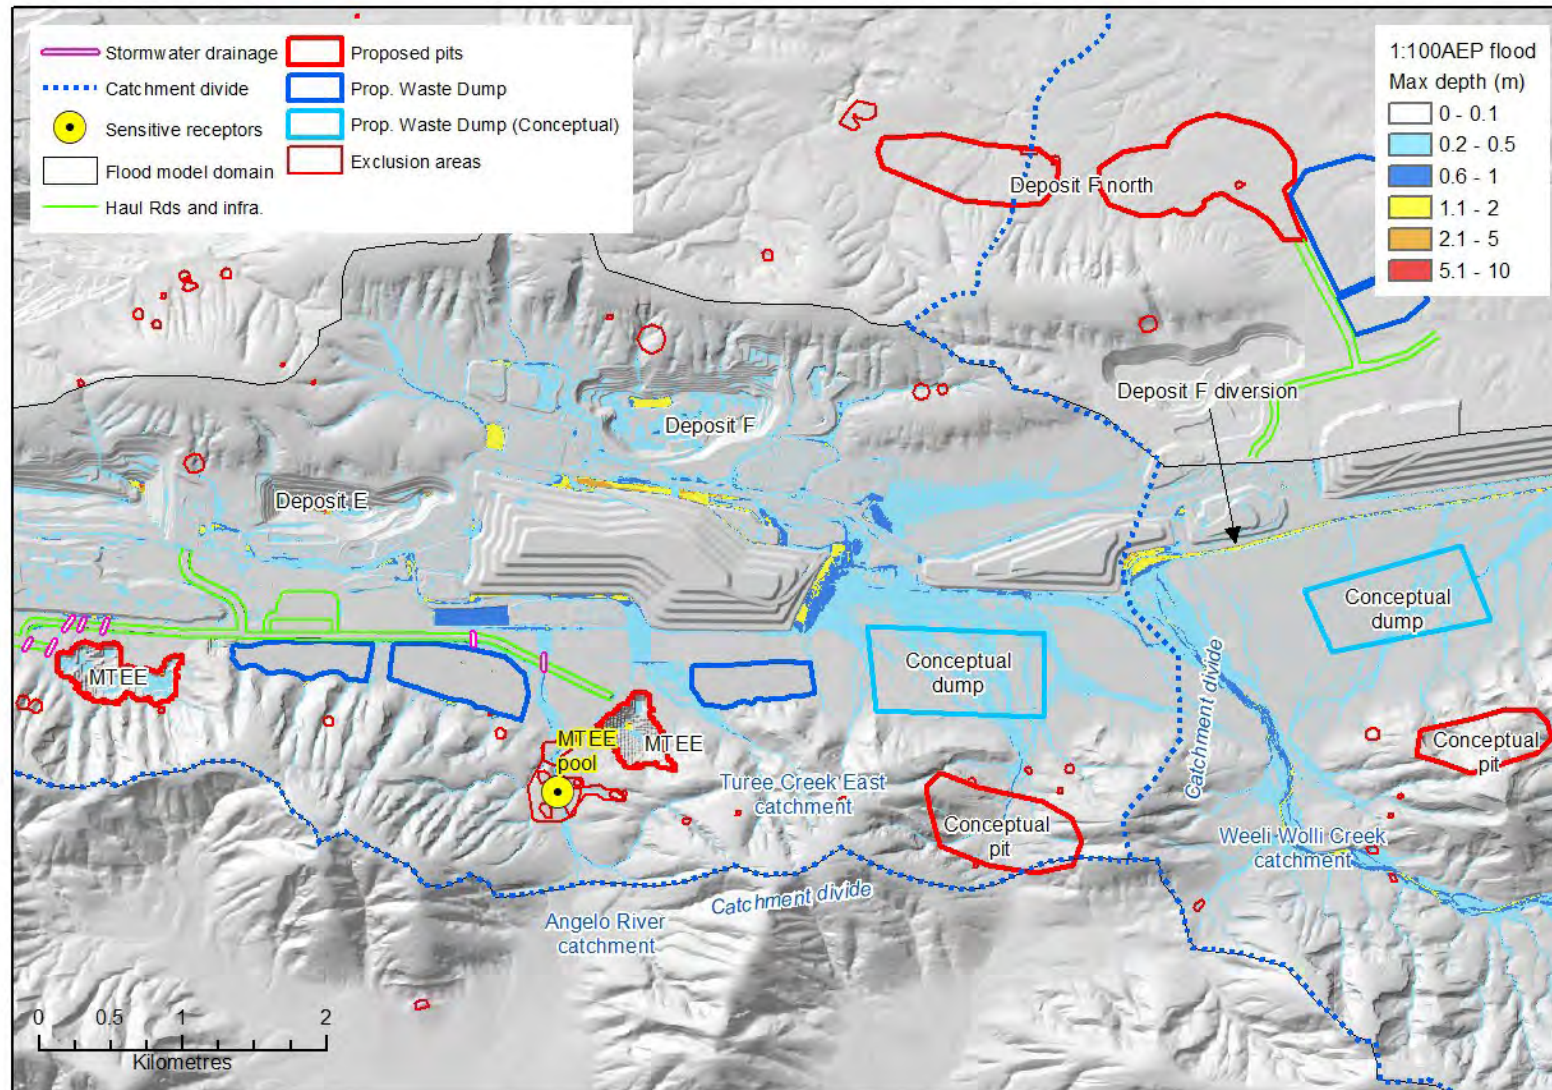 Stormwater drainage
Catchment divide
Sensitive receptors
Flood model domain
Haul Rds and infra.
Proposed pits
Prop. Waste Dump
Prop. Waste Dump (Conceptual)
Exclusion areas
1:100AEP flood
Max depth (m)
0 - 0.1
0.2 - 0.5
0.6 - 1
1.1 - 2
2.1 - 5
5.1 - 10
Deposit F north
Deposit F diversion
Deposit F
Deposit E
Conceptual
dump
Conceptual
dump
MTEE
MTEE
pool
MTEE
Catchment divide
Conceptual
pit
Turee Creek East
catchment
Conceptual
pit
Weeli Wolli Creek
catchment
Catchment divide
Angelo River
catchment
0 0.5 1 2
Kilometres